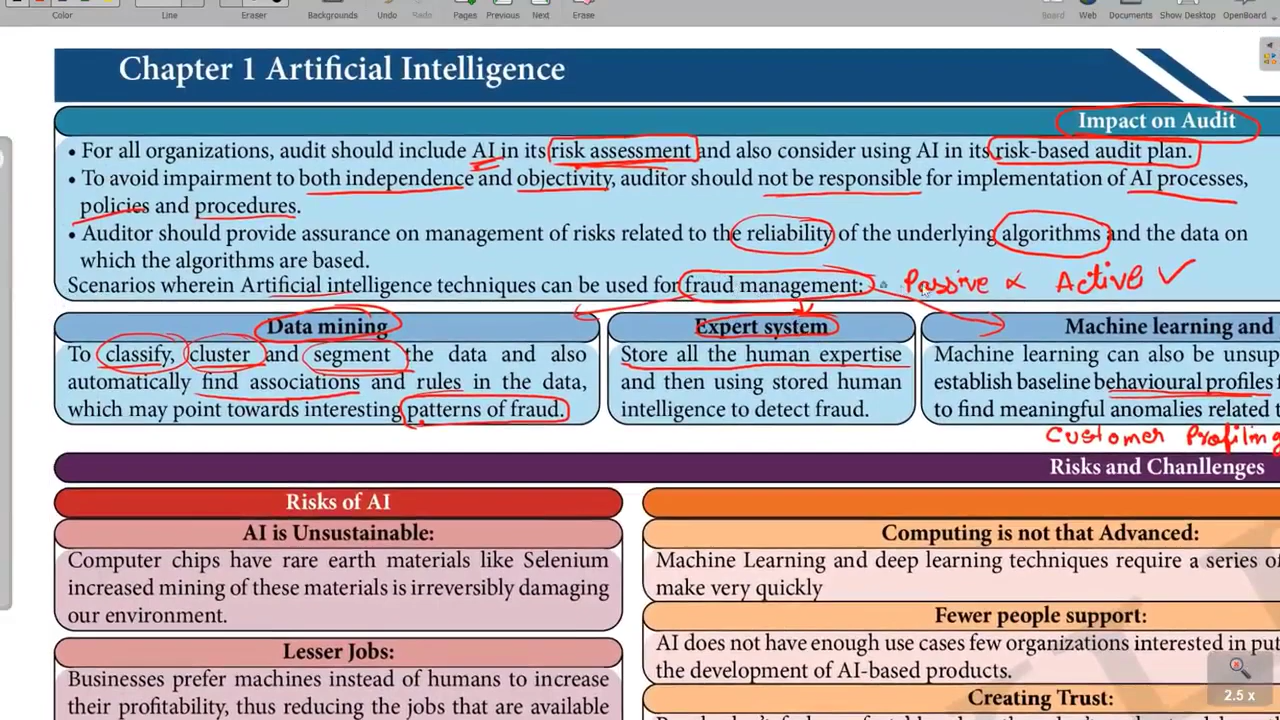 Color
Line
Eraser
Backgrounds
Undo
Redo
Pages
Previous
Next
Erase
Board
Web
Documents
Show Desktop
OpenBoard
Chapter 1 Artificial Intelligence
Impact on Audit
• For all organizations, audit should include AI in its risk assessment and also consider using AI in its risk-based audit plan.
• To avoid impairment to both independence and objectivity, auditor should not be responsible for implementation of AI processes,
policies and procedures.
• Auditor should provide assurance on management of risks related to the reliability of the underlying algorithms and the data on
which the algorithms are based.
Scenarios wherein Artificial intelligence techniques can be used for fraud management: Passive Active ✓
Data mining
To classify, cluster and segment the data and also
automatically find associations and rules in the data,
which may point towards interesting patterns of fraud.
Expert system
Store all the human expertise
and then using stored human
intelligence to detect fraud.
Machine learning and
Machine learning can also be unsup
establish baseline behavioural profiles
to find meaningful anomalies related
Customer Profiling
Risks and Chanllenges
Risks of AI
AI is Unsustainable:
Computer chips have rare earth materials like Selenium
increased mining of these materials is irreversibly damaging
our environment.
Lesser Jobs:
Businesses prefer machines instead of humans to increase
their profitability, thus reducing the jobs that are available
Computing is not that Advanced:
Machine Learning and deep learning techniques require a series
make very quickly
Fewer people support:
AI does not have enough use cases few organizations interested in put
the development of AI-based products.
Creating Trust:
2.5 x